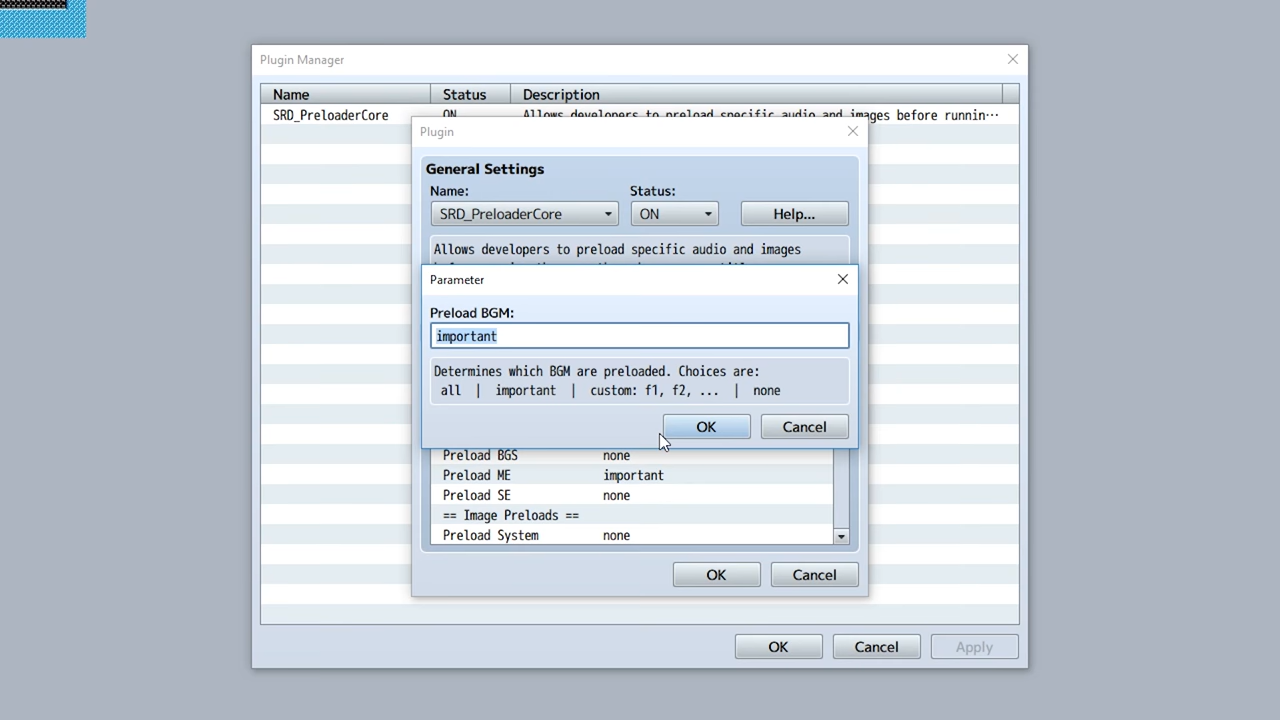 Plugin Manager
Name Status Description
SRD_PreloaderCore ON Allows developers to preload specific audio and images before runnin…
Plugin
General Settings
Name: Status:
SRD_PreloaderCore ON Help...
Allows developers to preload specific audio and images
Parameter
Preload BGM:
important
Determines which BGM are preloaded. Choices are:
all | important | custom: f1, f2, ... | none
OK Cancel
Preload BGS none
Preload ME important
Preload SE none
== Image Preloads ==
Preload System none
OK Cancel
OK Cancel Apply